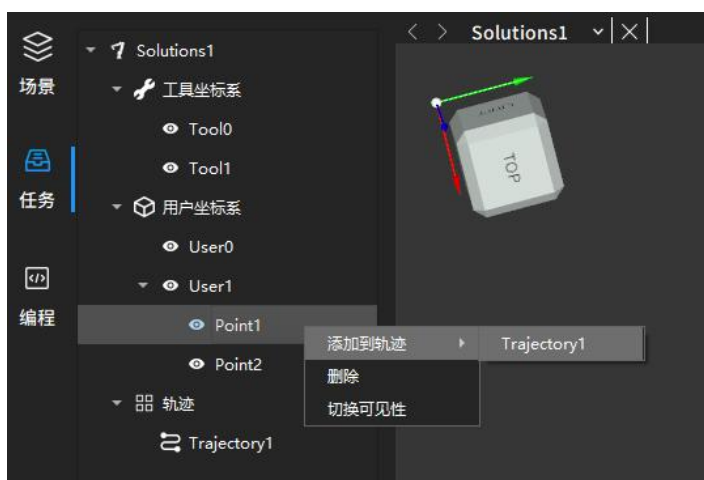 场景
任务
编程
Solutions1
工具坐标系
Tool0
Tool1
用户坐标系
User0
User1
Point1
Point2
轨迹
Trajectory1
Solutions1
TOP
添加到轨迹
Trajectory1
删除
切换可见性